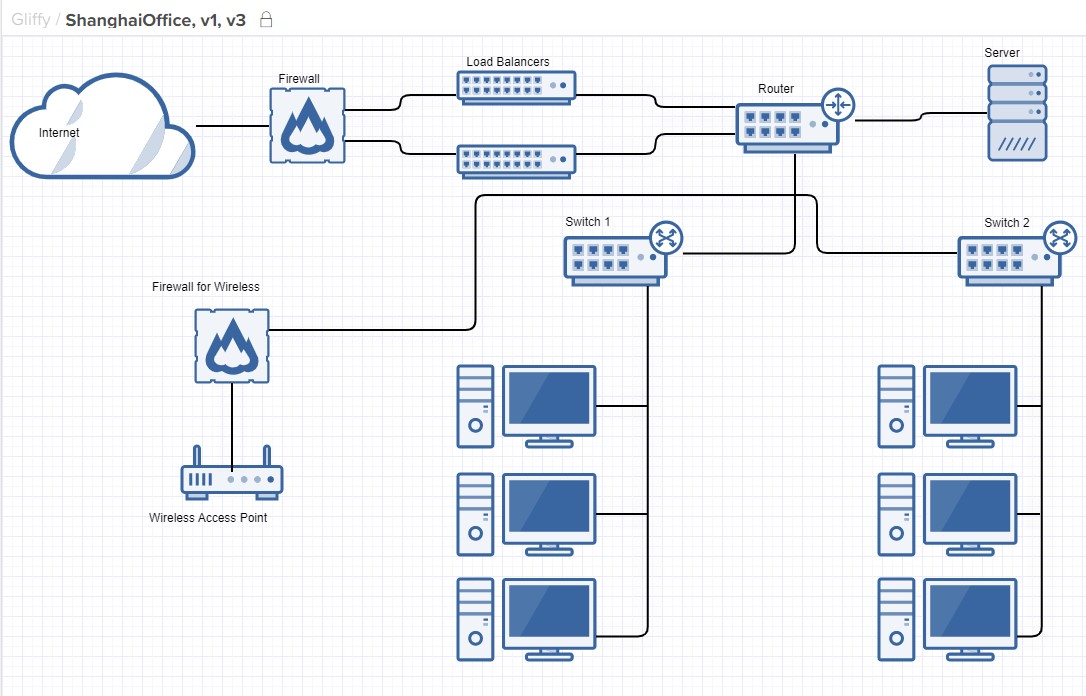 Gliffy / ShanghaiOffice, v1, v3
Server
Load Balancers
Firewall
Router
Internet
Switch 1
Switch 2
Firewall for Wireless
Wireless Access Point